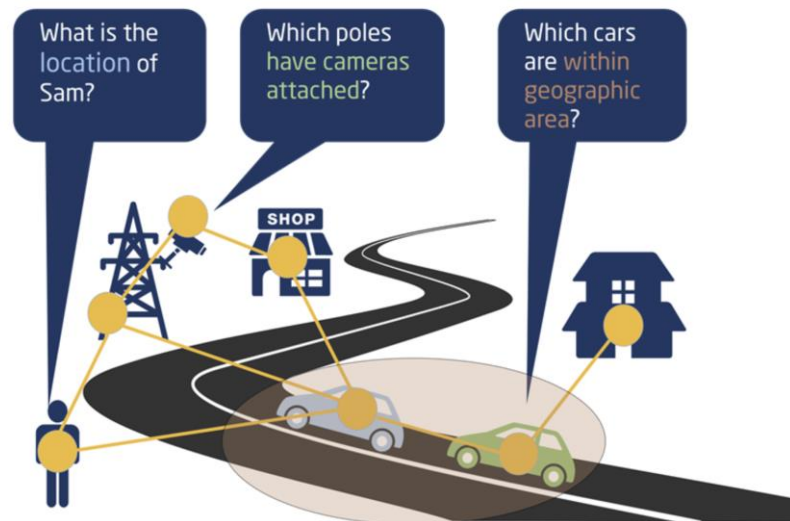 What is the
location of
Sam?
Which poles
have cameras
attached?
Which cars
are within
geographic
area?
SHOP